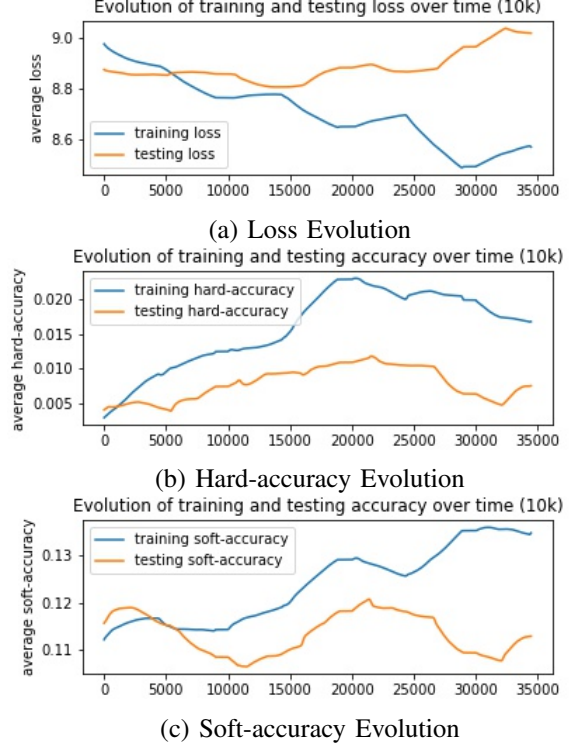 Evolution of training and testing loss over time (10k)
average loss
9.0
8.8
8.6
training loss
testing loss
0 5000 10000 15000 20000 25000 30000 35000
(a) Loss Evolution
Evolution of training and testing accuracy over time (10k)
average hard-accuracy
0.020
0.015
0.010
0.005
training hard-accuracy
testing hard-accuracy
0 5000 10000 15000 20000 25000 30000 35000
(b) Hard-accuracy Evolution
Evolution of training and testing accuracy over time (10k)
average soft-accuracy
0.13
0.12
0.11
training soft-accuracy
testing soft-accuracy
0 5000 10000 15000 20000 25000 30000 35000
(c) Soft-accuracy Evolution